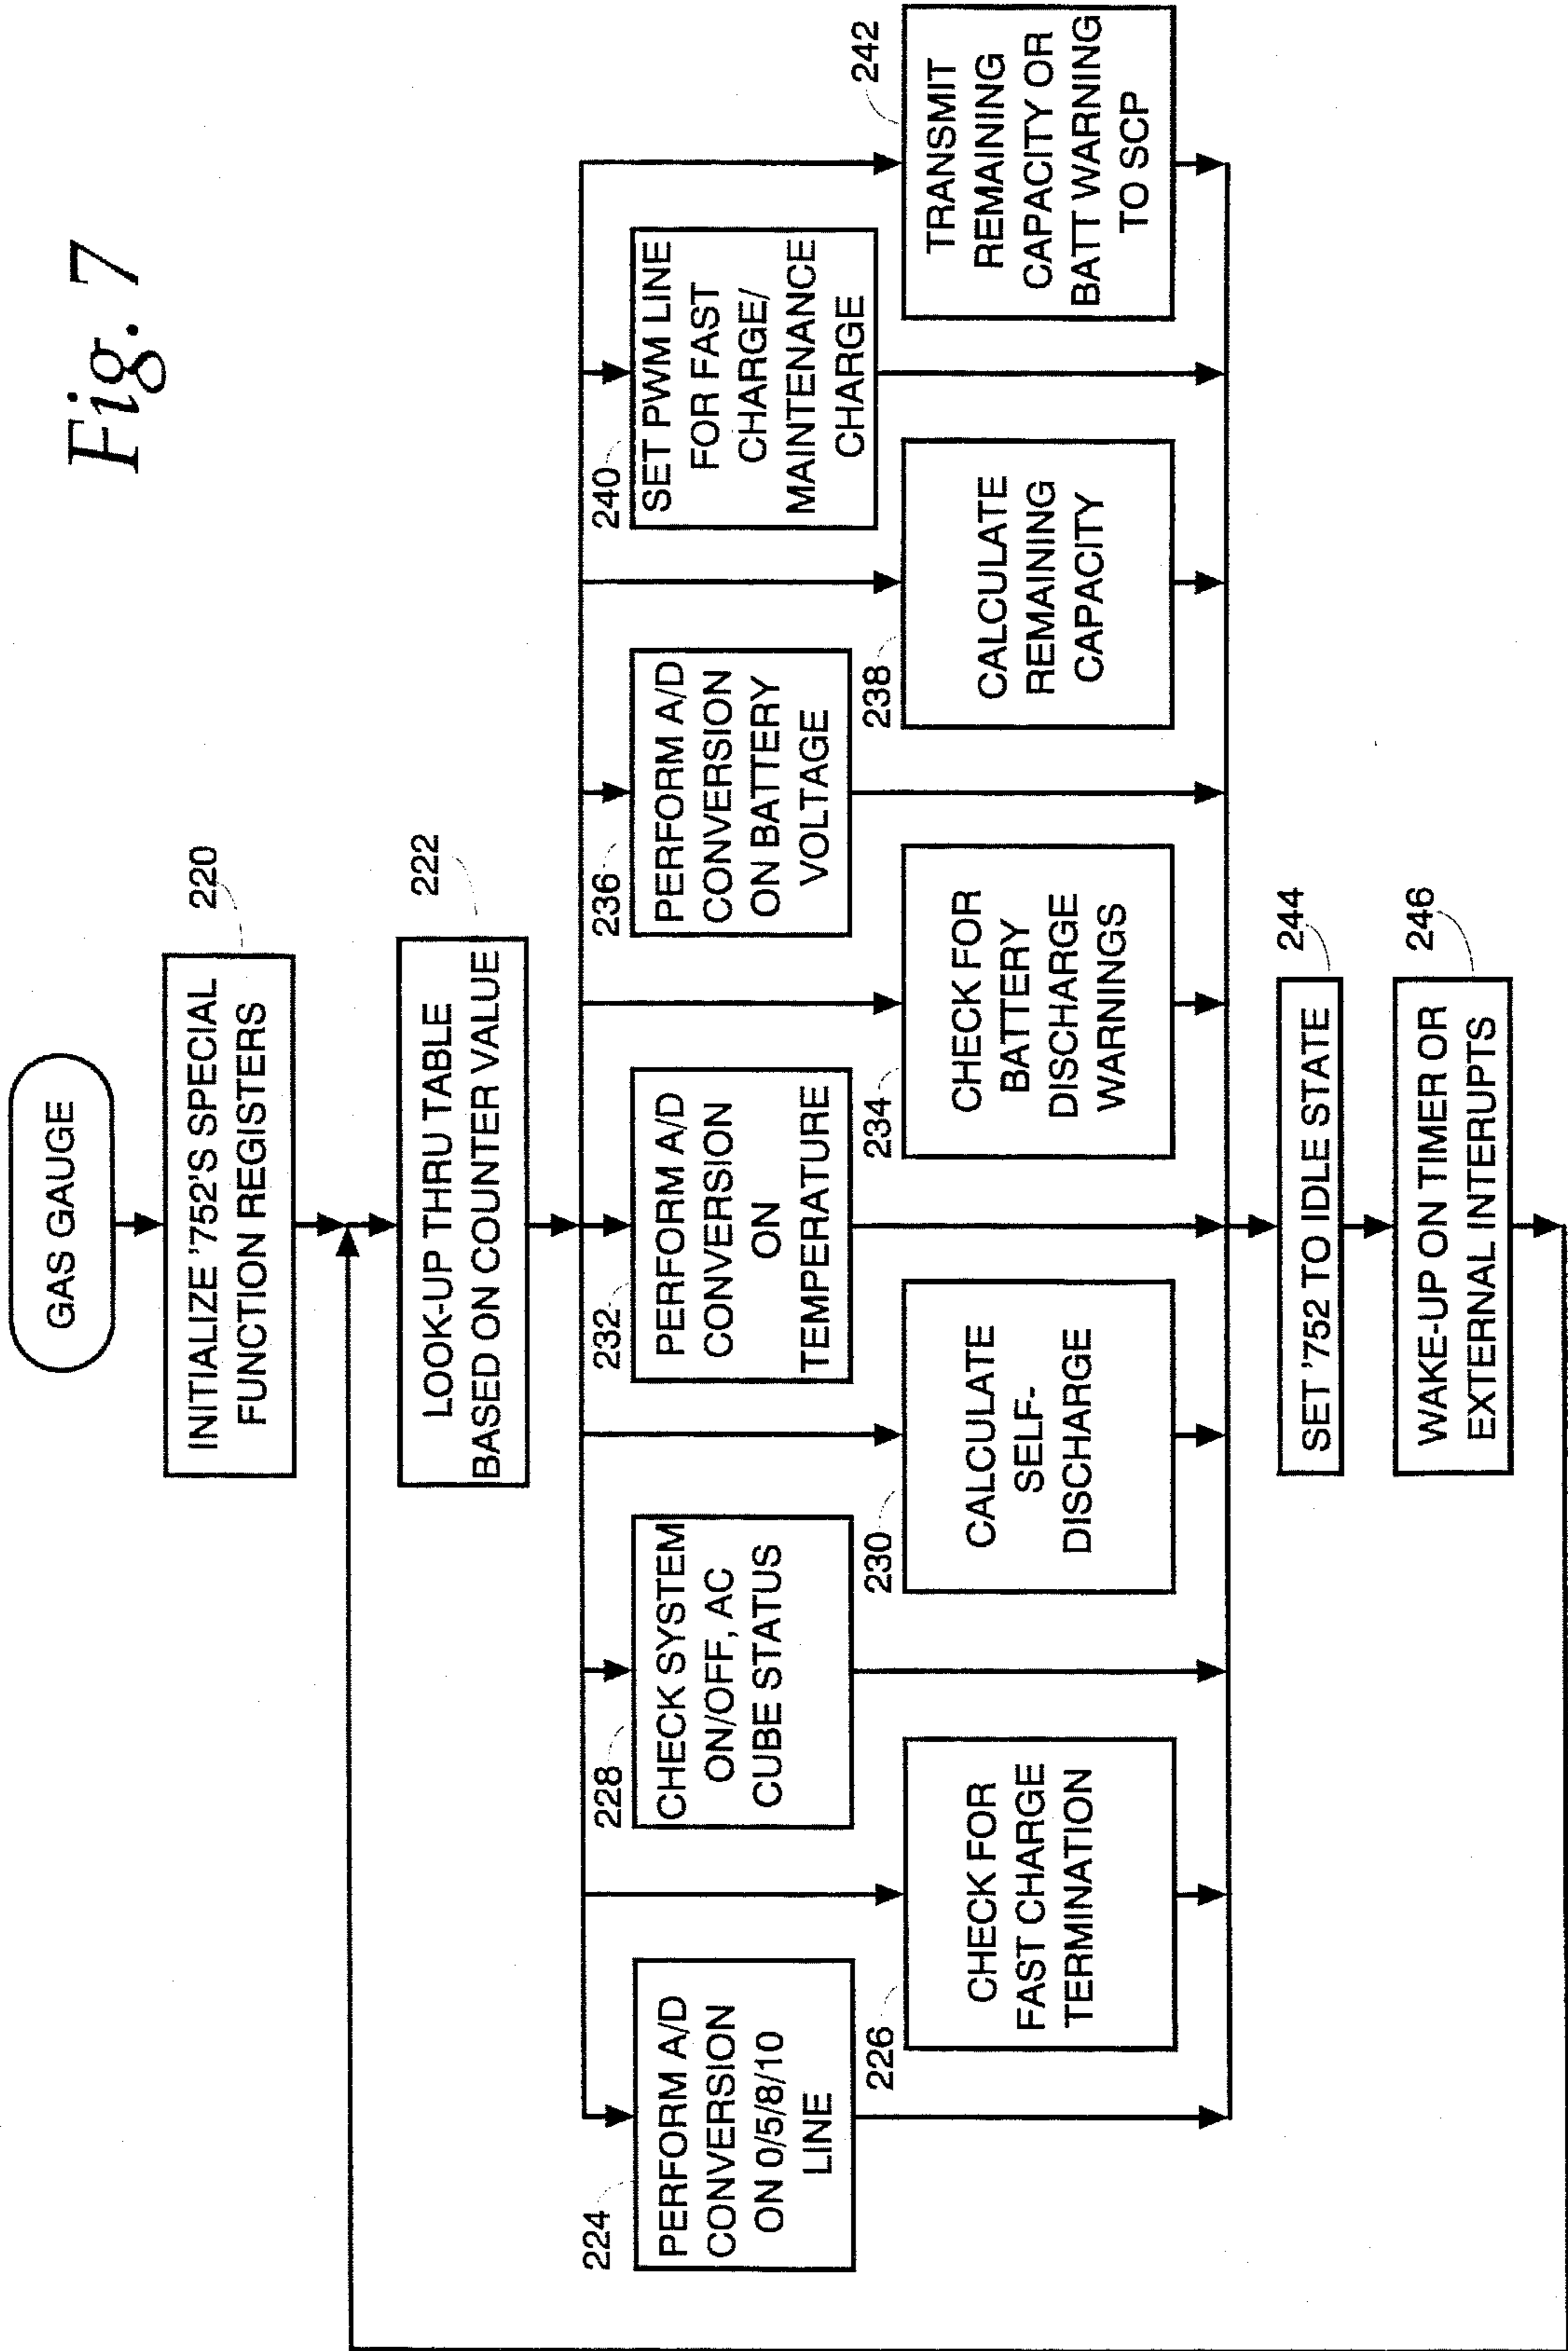 Fig. 7
GAS GAUGE
220
INITIALIZE '752'S SPECIAL
FUNCTION REGISTERS
222
LOOK-UP THRU TABLE
BASED ON COUNTER VALUE
224
PERFORM A/D
CONVERSION
ON 0/5/8/10
LINE
226
CHECK FOR
FAST CHARGE
TERMINATION
228
CHECK SYSTEM
ON/OFF, AC
CUBE STATUS
230
CALCULATE
SELF-
DISCHARGE
232
PERFORM A/D
CONVERSION
ON
TEMPERATURE
234
CHECK FOR
BATTERY
DISCHARGE
WARNINGS
236
PERFORM A/D
CONVERSION
ON BATTERY
VOLTAGE
238
CALCULATE
REMAINING
CAPACITY
240
SET PWM LINE
FOR FAST
CHARGE/
MAINTENANCE
CHARGE
242
TRANSMIT
REMAINING
CAPACITY OR
BATT WARNING
TO SCP
244
SET '752 TO IDLE STATE
246
WAKE-UP ON TIMER OR
EXTERNAL INTERUPTS